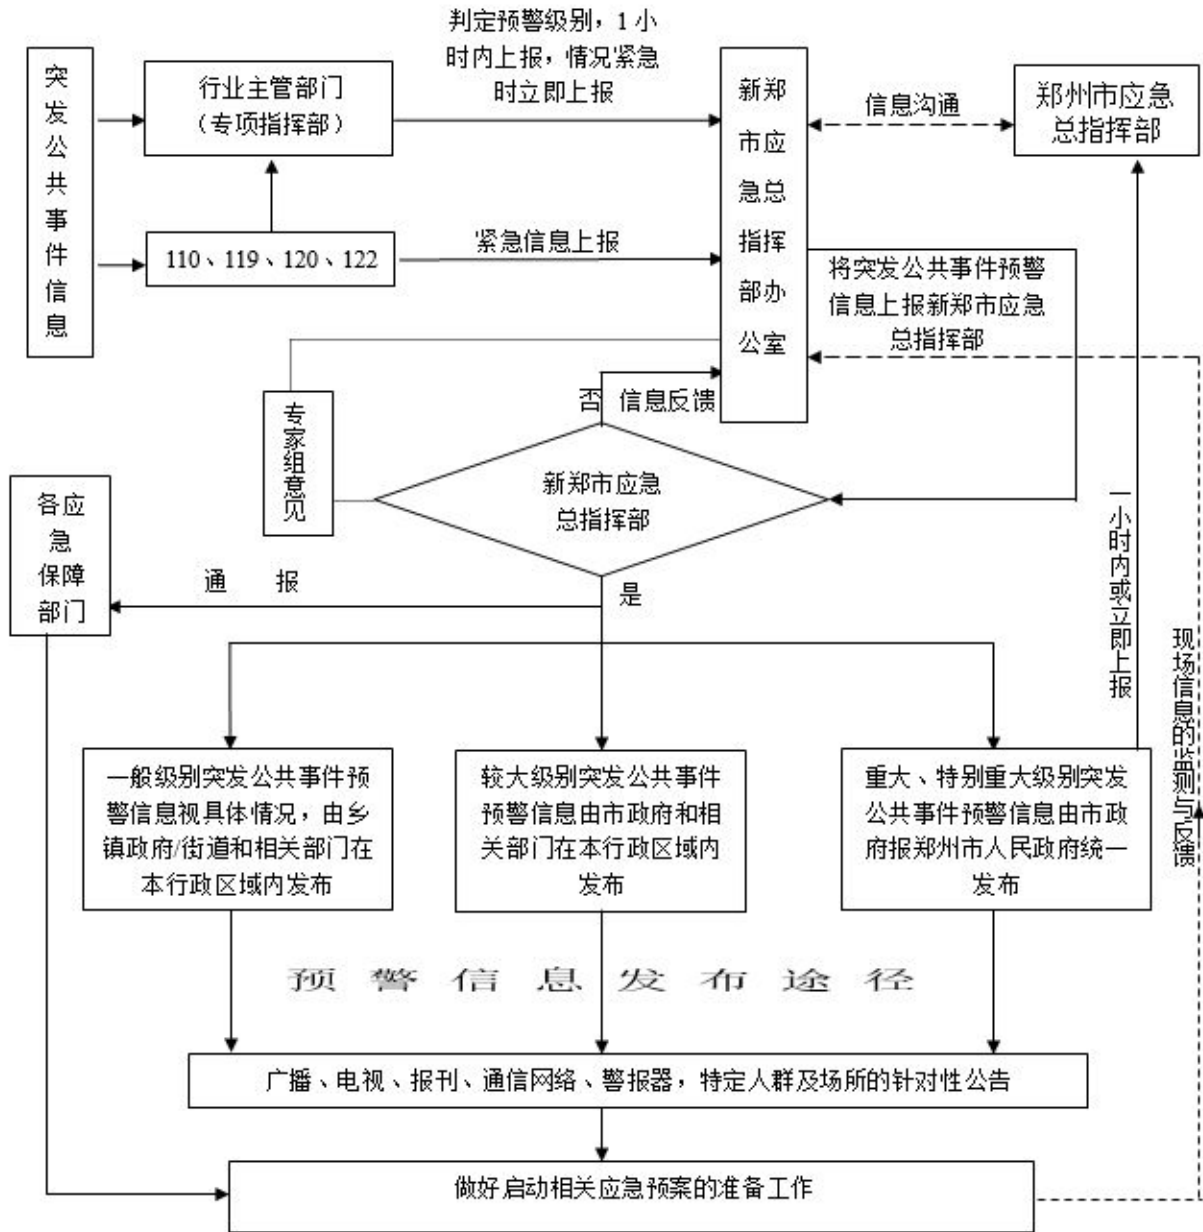 判定预警级别，1 小
时内上报，情况紧急
时立即上报
突发公共事件信息
行业主管部门
（专项指挥部）
新郑
市应
急总
指挥
部办
公室
信息沟通
郑州市应急
总指挥部
110、119、120、122
紧急信息上报
将突发公共事件预警
信息上报新郑市应急
总指挥部
否 信息反馈
专家组意见
新郑市应急
总指挥部
各应
急
保障
部门
通 报
是
一小时内或立即上报
现场信息的监测与反馈
一般级别突发公共事件预
警信息视具体情况，由乡
镇政府/街道和相关部门在
本行政区域内发布
较大级别突发公共事件
预警信息由市政府和相
关部门在本行政区域内
发布
重大、特别重大级别突发
公共事件预警信息由市政
府报郑州市人民政府统一
发布
预警信息发布途径
广播、电视、报刊、通信网络、警报器，特定人群及场所的针对性公告
做好启动相关应急预案的准备工作